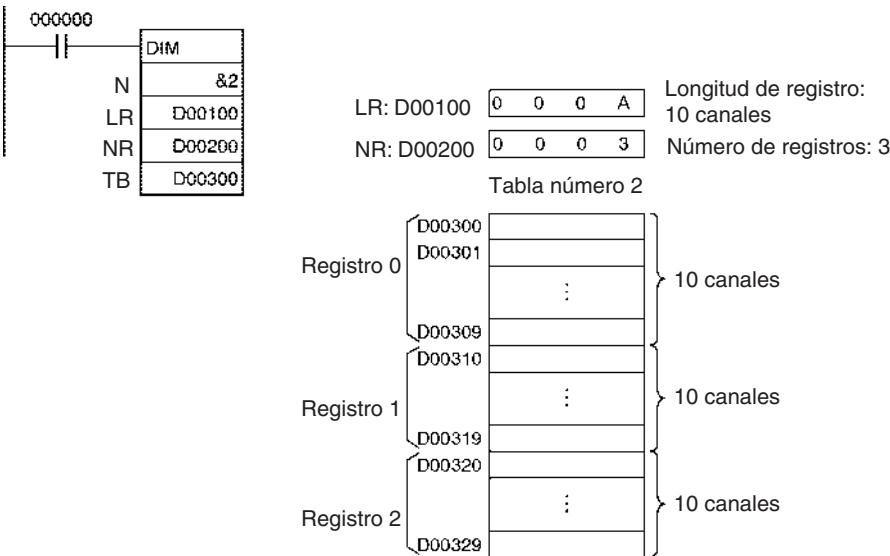 000000
DIM
N &2
LR D00100
NR D00200
TB D00300
LR: D00100 0 0 0 A Longitud de registro:
10 canales
NR: D00200 0 0 0 3 Número de registros: 3
Tabla número 2
D00300
D00301
Registro 0
10 canales
D00309
D00310
Registro 1
10 canales
D00319
D00320
Registro 2
10 canales
D00329